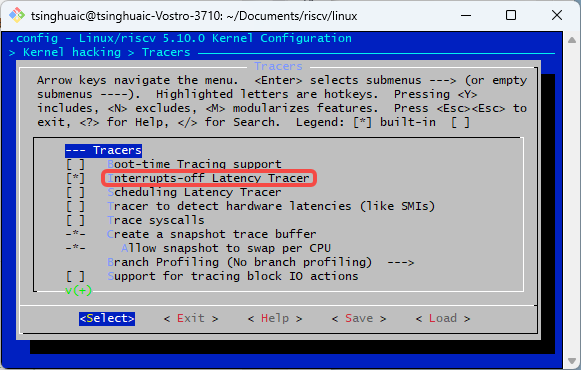 tsinghuaic@tsinghuaic-Vostro-3710: ~/Documents/riscv/linux
.config - Linux/riscv 5.10.0 Kernel Configuration
> Kernel hacking > Tracers
Tracers
Arrow keys navigate the menu.  <Enter> selects submenus ---> (or empty
submenus ----).  Highlighted letters are hotkeys.  Pressing <Y>
includes, <N> excludes, <M> modularizes features.  Press <Esc><Esc> to
exit, <?> for Help, </> for Search.  Legend: [*] built-in  [ ]
--- Tracers
[ ]   Boot-time Tracing support
[*]   Interrupts-off Latency Tracer
[ ]   Scheduling Latency Tracer
[ ]   Tracer to detect hardware latencies (like SMIs)
[ ]   Trace syscalls
-*-   Create a snapshot trace buffer
-*-     Allow snapshot to swap per CPU
Branch Profiling (No branch profiling)  --->
[ ]   Support for tracing block IO actions
v(+)
<Select>    < Exit >    < Help >    < Save >    < Load >